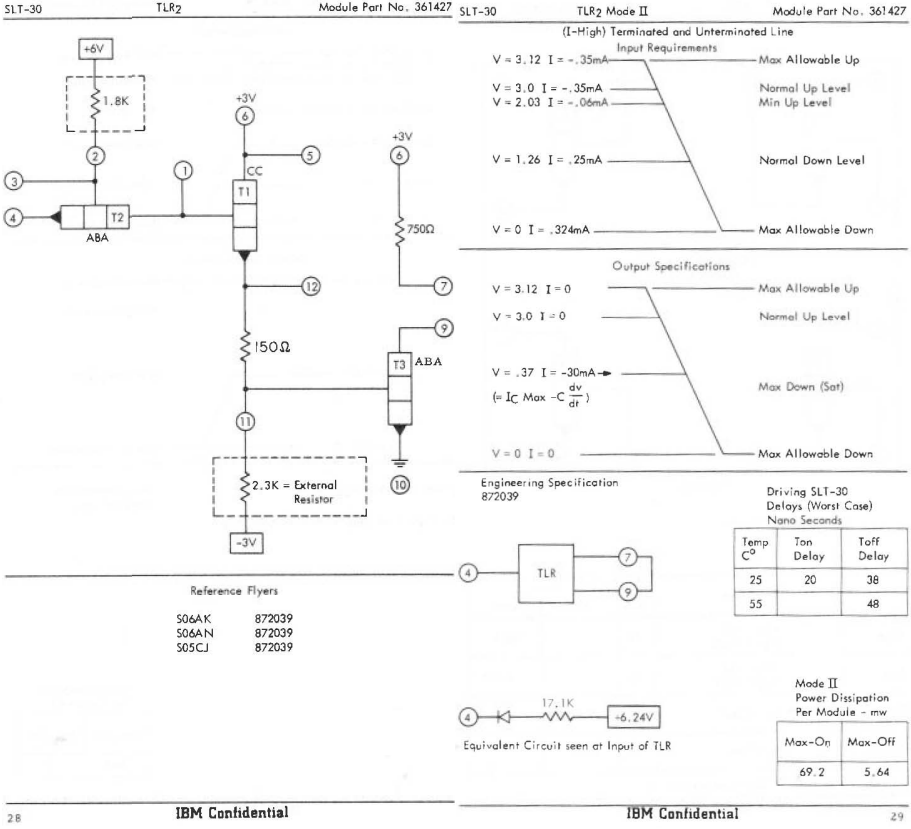 SLT-30 TLR2 Module Part No. 361427
+6V
1.8K
2
3
4
T2
ABA
1
+3V
6
5
CC
T1
12
150Ω
11
2.3K = External
Resistor
-3V
+3V
6
750Ω
7
9
T3 ABA
10
Reference Flyers
S06AK 872039
S06AN 872039
S05CJ 872039
IBM Confidential
28
SLT-30 TLR2 Mode II Module Part No. 361427
(I-High) Terminated and Unterminated Line
Input Requirements
V = 3.12 I = -.35mA Max Allowable Up
V = 3.0 I = -.35mA Normal Up Level
V = 2.03 I = -.06mA Min Up Level
V = 1.26 I = .25mA Normal Down Level
V = 0 I = .324mA Max Allowable Down
Output Specifications
V = 3.12 I = 0 Max Allowable Up
V = 3.0 I = 0 Normal Up Level
V = .37 I = -30mA
(= IC Max -C dv/dt) Max Down (Sat)
V = 0 I = 0 Max Allowable Down
Engineering Specification
872039
4 TLR 7
9
Driving SLT-30
Delays (Worst Case)
Nano Seconds
Temp C° Ton Delay Toff Delay
25 20 38
55 48
4 17.1K +6.24V
Equivalent Circuit seen at Input of TLR
Mode II
Power Dissipation
Per Module - mw
Max-On Max-Off
69.2 5.64
IBM Confidential
29